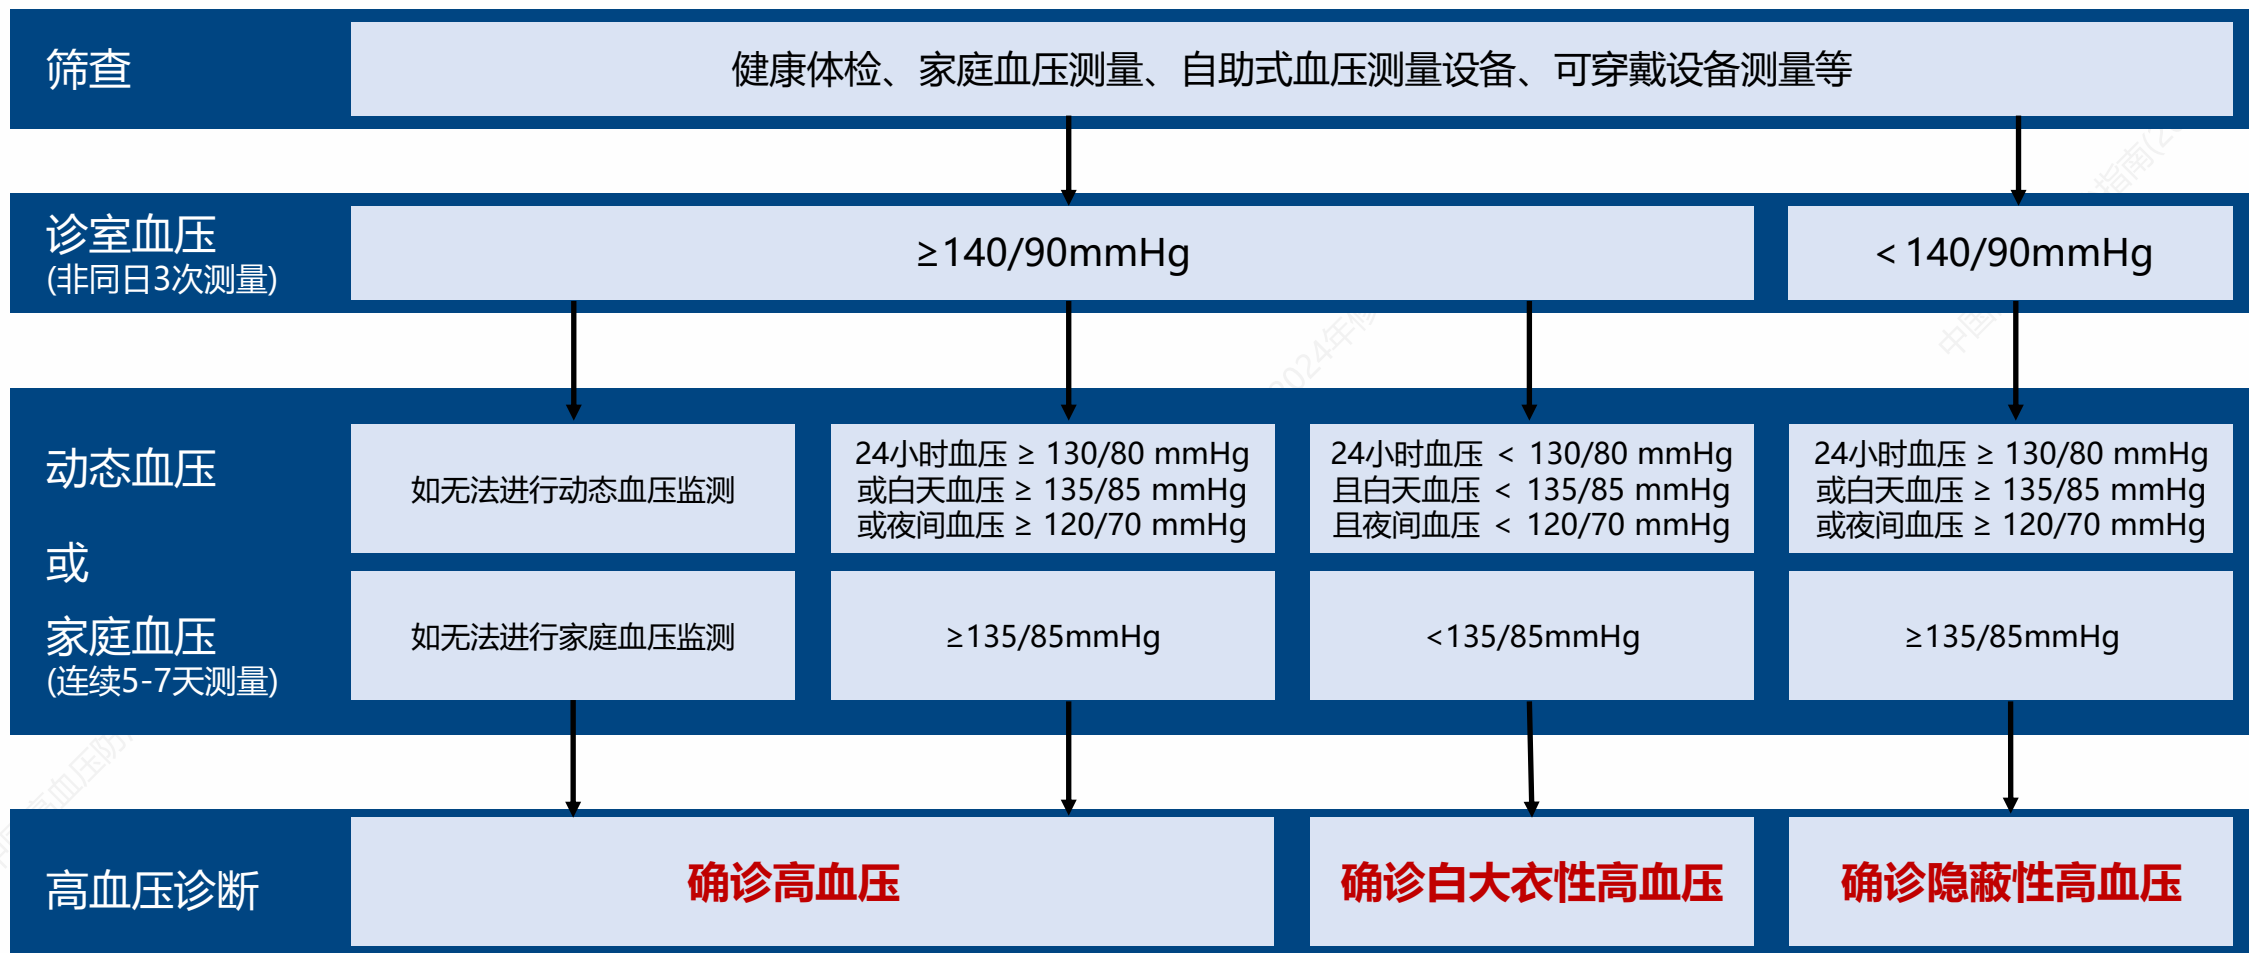 筛查
健康体检、家庭血压测量、自助式血压测量设备、可穿戴设备测量等
诊室血压
(非同日3次测量)
≥140/90mmHg
< 140/90mmHg
动态血压
或
家庭血压
(连续5-7天测量)
如无法进行动态血压监测
24小时血压 ≥ 130/80 mmHg
或白天血压 ≥ 135/85 mmHg
或夜间血压 ≥ 120/70 mmHg
24小时血压 < 130/80 mmHg
且白天血压 < 135/85 mmHg
且夜间血压 < 120/70 mmHg
24小时血压 ≥ 130/80 mmHg
或白天血压 ≥ 135/85 mmHg
或夜间血压 ≥ 120/70 mmHg
如无法进行家庭血压监测
≥135/85mmHg
<135/85mmHg
≥135/85mmHg
高血压诊断
确诊高血压
确诊白大衣性高血压
确诊隐蔽性高血压